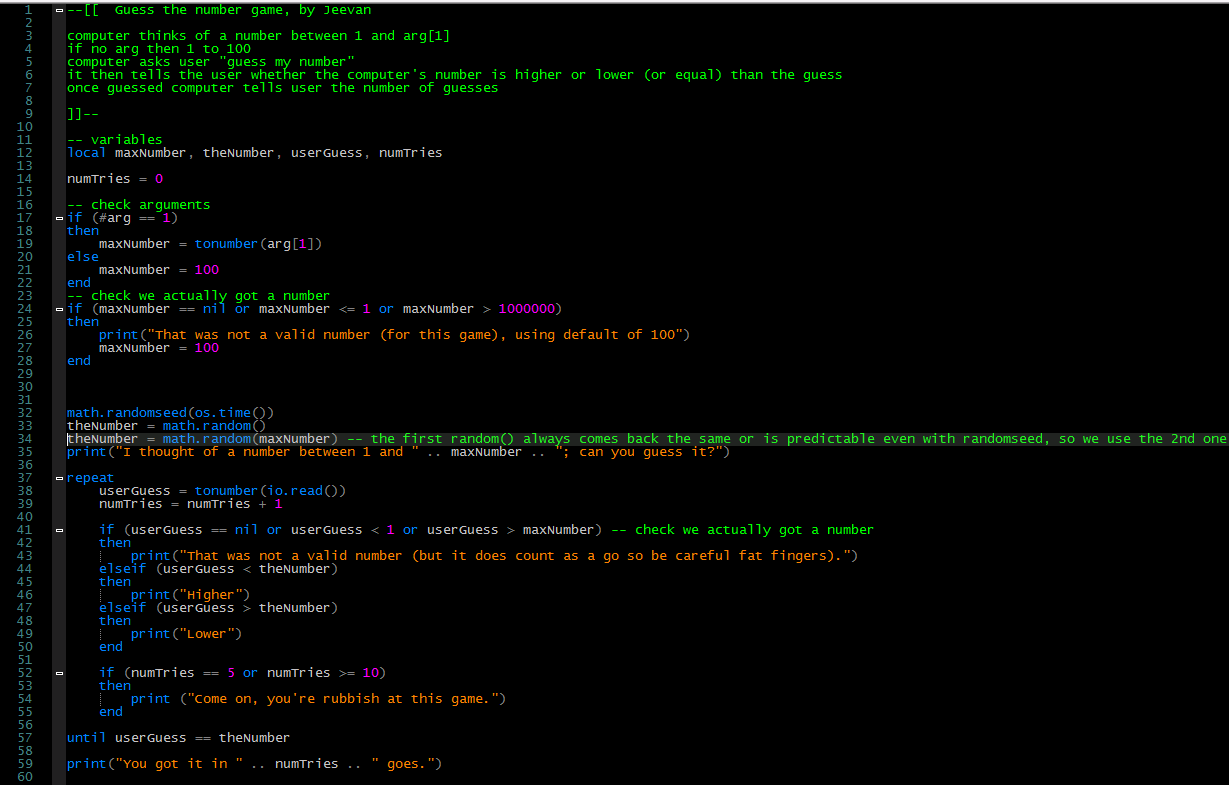 1 --[[  Guess the number game, by Jeevan
2
3 computer thinks of a number between 1 and arg[1]
4 if no arg then 1 to 100
5 computer asks user "guess my number"
6 it then tells the user whether the computer's number is higher or lower (or equal) than the guess
7 once guessed computer tells user the number of guesses
8
9 ]]--
10
11 -- variables
12 local maxNumber, theNumber, userGuess, numTries
13
14 numTries = 0
15
16 -- check arguments
17 if (#arg == 1)
18 then
19     maxNumber = tonumber(arg[1])
20 else
21     maxNumber = 100
22 end
23 -- check we actually got a number
24 if (maxNumber == nil or maxNumber <= 1 or maxNumber > 1000000)
25 then
26     print("That was not a valid number (for this game), using default of 100")
27     maxNumber = 100
28 end
29
30
31
32 math.randomseed(os.time())
33 theNumber = math.random()
34 theNumber = math.random(maxNumber) -- the first random() always comes back the same or is predictable even with randomseed, so we use the 2nd one
35 print("I thought of a number between 1 and " .. maxNumber .. "; can you guess it?")
36
37 repeat
38     userGuess = tonumber(io.read())
39     numTries = numTries + 1
40
41     if (userGuess == nil or userGuess < 1 or userGuess > maxNumber) -- check we actually got a number
42     then
43         print("That was not a valid number (but it does count as a go so be careful fat fingers).")
44     elseif (userGuess < theNumber)
45     then
46         print("Higher")
47     elseif (userGuess > theNumber)
48     then
49         print("Lower")
50     end
51
52     if (numTries == 5 or numTries >= 10)
53     then
54         print ("Come on, you're rubbish at this game.")
55     end
56
57 until userGuess == theNumber
58
59 print("You got it in " .. numTries .. " goes.")
60